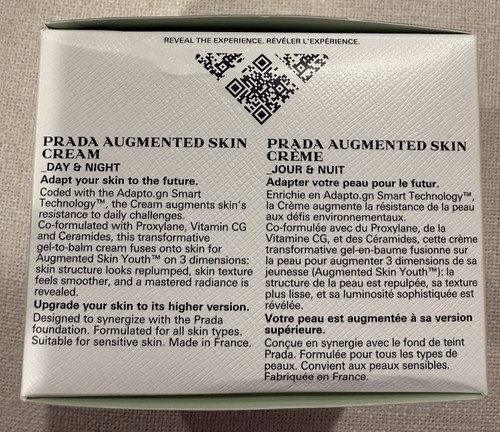 REVEAL THE EXPERIENCE. RÉVÉLER L'EXPÉRIENCE.
PRADA AUGMENTED SKIN
CREAM
_DAY & NIGHT
Adapt your skin to the future.
Coded with the Adapto.gn Smart
Technology™, the Cream augments skin's
resistance to daily challenges.
Co-formulated with Proxylane, Vitamin CG
and Ceramides, this transformative
gel-to-balm cream fuses onto skin for
Augmented Skin Youth™ on 3 dimensions:
skin structure looks replumped, skin texture
feels smoother, and a mastered radiance is
revealed.
Upgrade your skin to its higher version.
Designed to synergize with the Prada
foundation. Formulated for all skin types.
Suitable for sensitive skin. Made in France.
PRADA AUGMENTED SKIN
CRÈME
_JOUR & NUIT
Adapter votre peau pour le futur.
Enrichie en Adapto.gn Smart Technology™,
la Crème augmente la résistance de la peau
aux défis environnementaux.
Co-formulée avec du Proxylane, de la
Vitamine CG, et des Céramides, cette crème
transformative gel-en-baume fusionne sur
la peau pour augmenter 3 dimensions de sa
jeunesse (Augmented Skin Youth™): la
structure de la peau est repulpée, sa texture
plus lisse, et sa luminosité sophistiquée est
révélée.
Votre peau est augmentée à sa version
supérieure.
Conçue en synergie avec le fond de teint
Prada. Formulée pour tous les types de
peaux. Convient aux peaux sensibles.
Fabriquée en France.